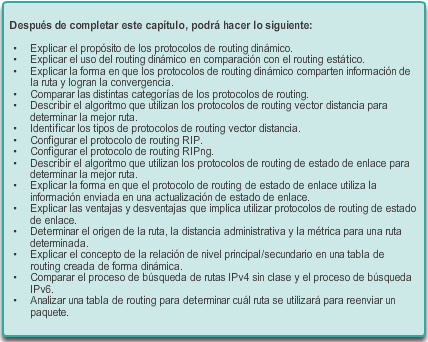 Después de completar este capítulo, podrá hacer lo siguiente:
• Explicar el propósito de los protocolos de routing dinámico.
• Explicar el uso del routing dinámico en comparación con el routing estático.
• Explicar la forma en que los protocolos de routing dinámico comparten información de
la ruta y logran la convergencia.
• Comparar las distintas categorías de los protocolos de routing.
• Describir el algoritmo que utilizan los protocolos de routing vector distancia para
determinar la mejor ruta.
• Identificar los tipos de protocolos de routing vector distancia.
• Configurar el protocolo de routing RIP.
• Configurar el protocolo de routing RIPng.
• Describir el algoritmo que utilizan los protocolos de routing de estado de enlace para
determinar la mejor ruta.
• Explicar la forma en que el protocolo de routing de estado de enlace utiliza la
información enviada en una actualización de estado de enlace.
• Explicar las ventajas y desventajas que implica utilizar protocolos de routing de estado
de enlace.
• Determinar el origen de la ruta, la distancia administrativa y la métrica para una ruta
determinada.
• Explicar el concepto de la relación de nivel principal/secundario en una tabla de
routing creada de forma dinámica.
• Comparar el proceso de búsqueda de rutas IPv4 sin clase y el proceso de búsqueda
IPv6.
• Analizar una tabla de routing para determinar cuál ruta se utilizará para reenviar un
paquete.